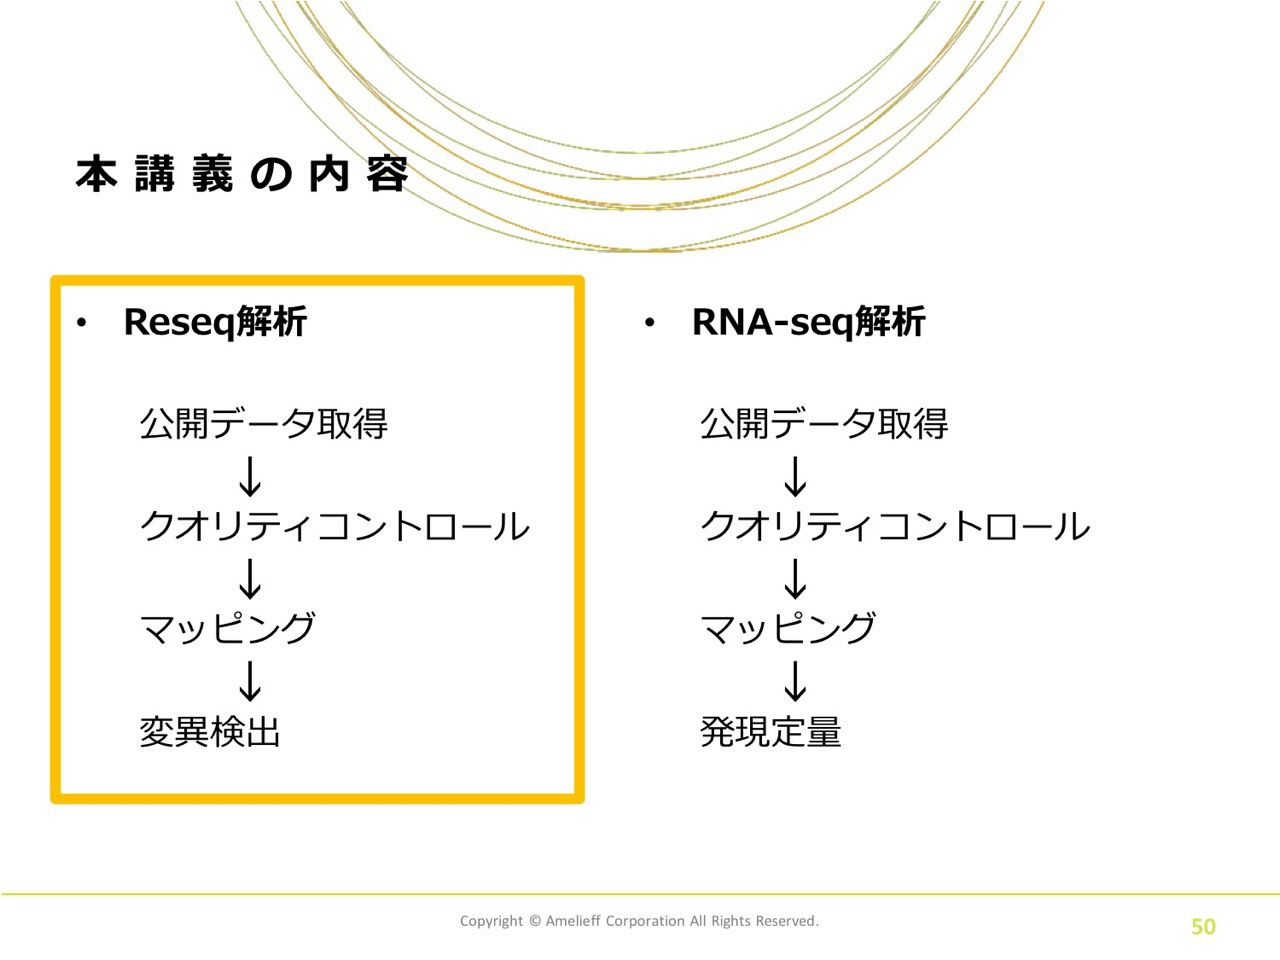 本講義の内容
• Reseq解析
公開データ取得
↓
クオリティコントロール
↓
マッピング
↓
変異検出
• RNA-seq解析
公開データ取得
↓
クオリティコントロール
↓
マッピング
↓
発現定量
Copyright © Amelieff Corporation All Rights Reserved.
50